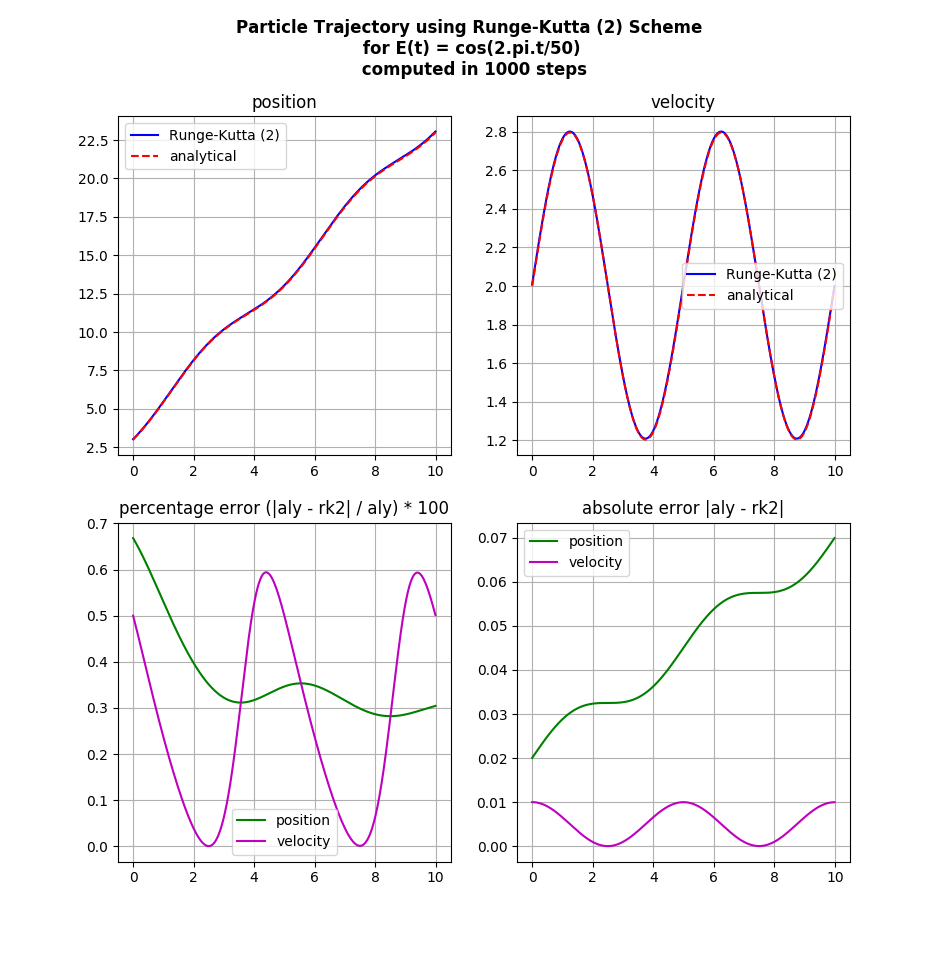 Particle Trajectory using Runge-Kutta (2) Scheme
for E(t) = cos(2.pi.t/50)
computed in 1000 steps
position
Runge-Kutta (2)
analytical
22.5
20.0
17.5
15.0
12.5
10.0
7.5
5.0
2.5
0 2 4 6 8 10
velocity
2.8
2.6
2.4
2.2
2.0
1.8
1.6
1.4
1.2
Runge-Kutta (2)
analytical
0 2 4 6 8 10
percentage error (|aly - rk2| / aly) * 100
0.7
0.6
0.5
0.4
0.3
0.2
0.1
0.0
position
velocity
0 2 4 6 8 10
absolute error |aly - rk2|
position
velocity
0.07
0.06
0.05
0.04
0.03
0.02
0.01
0.00
0 2 4 6 8 10